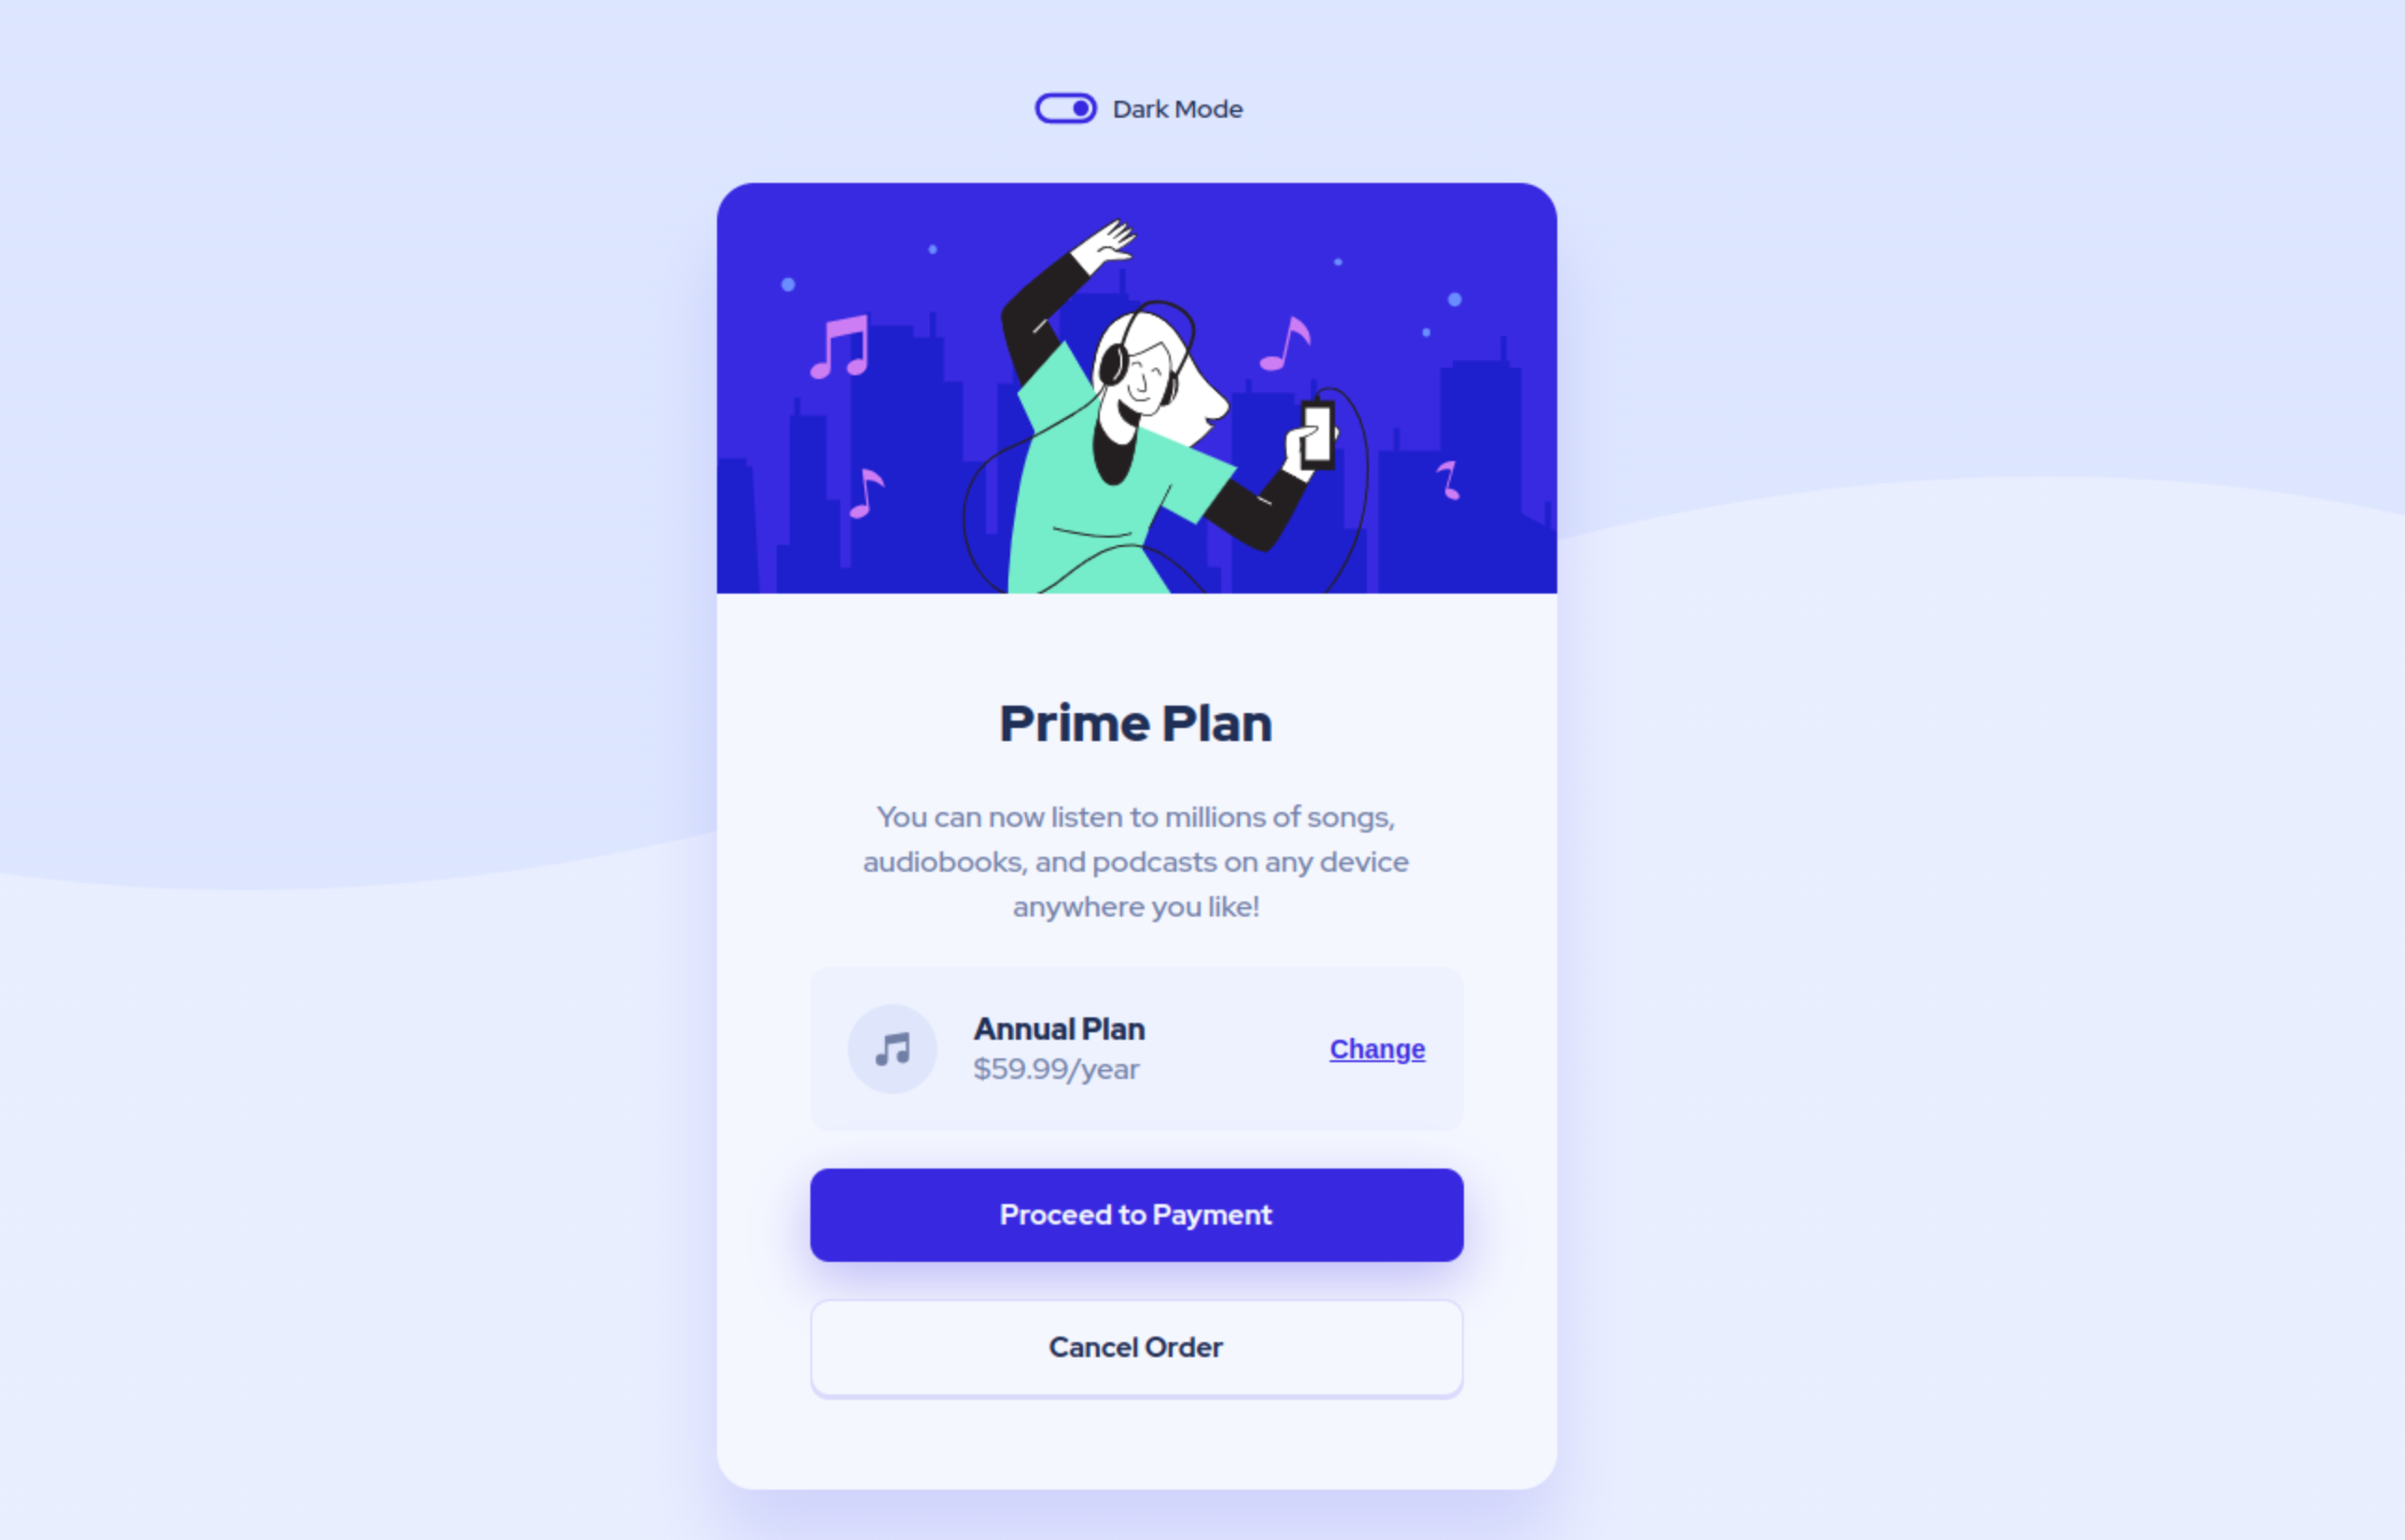 Dark Mode
Prime Plan
You can now listen to millions of songs,
audiobooks, and podcasts on any device
anywhere you like!
Annual Plan
$59.99/year
Change
Proceed to Payment
Cancel Order